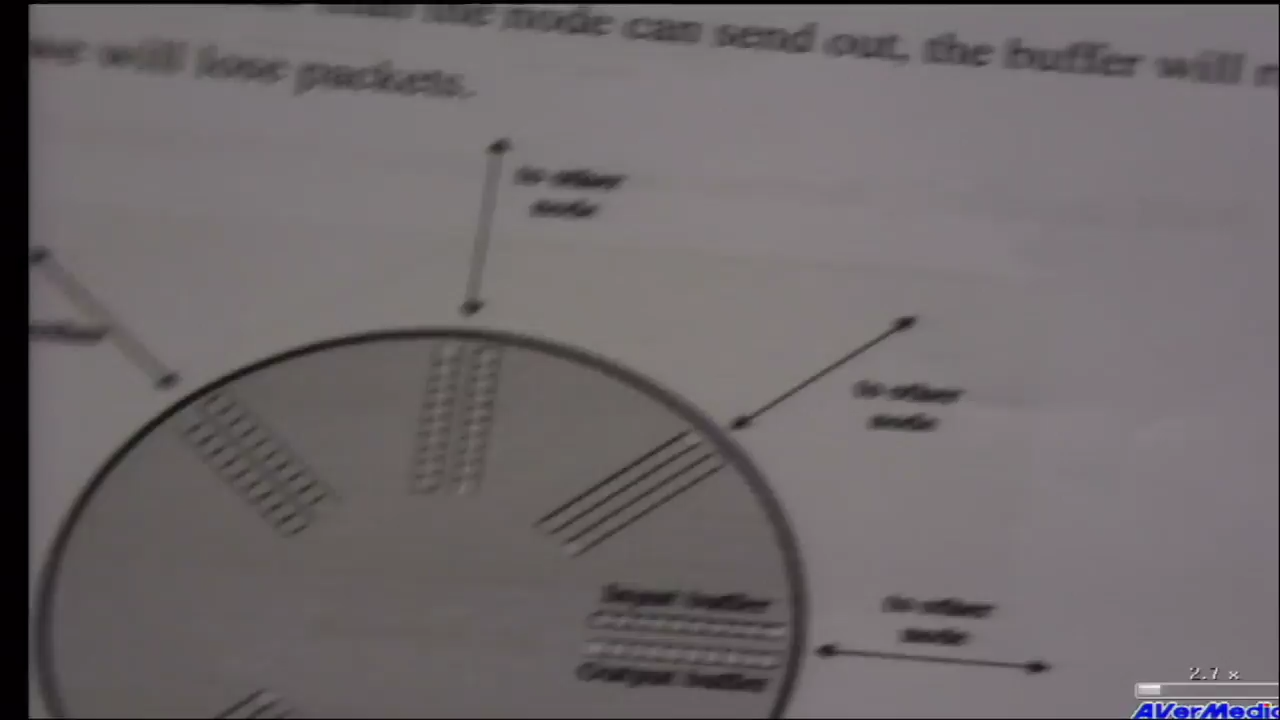 the node can send out, the buffer will
we will lose packets.
to other
node
to other
node
Input buffer
to other
node
Output buffer
2.7 x
AVerMedia